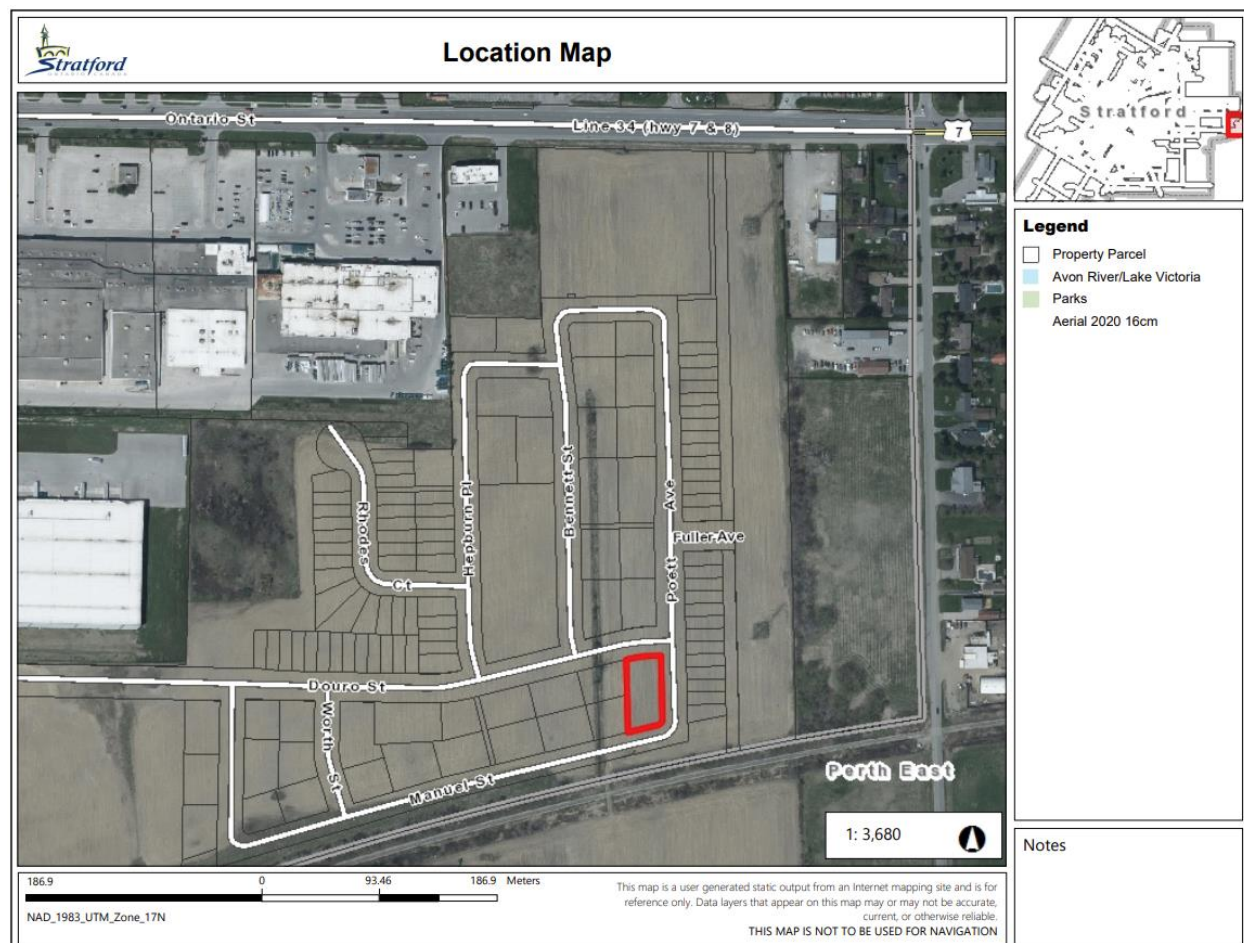 Stratford
ONTARIO CANADA
Location Map
Ontario St
Line 34 (hwy 7 & 8)
7
Rhodes
Ct
Hepburn Pl
Bennett St
Poett Ave
Fuller Ave
Douro St
Worth St
Manuel St
Perth East
1: 3,680
Stratford
Legend
Property Parcel
Avon River/Lake Victoria
Parks
Aerial 2020 16cm
Notes
186.9 0 93.46 186.9 Meters
NAD_1983_UTM_Zone_17N
This map is a user generated static output from an Internet mapping site and is for
reference only. Data layers that appear on this map may or may not be accurate,
current, or otherwise reliable.
THIS MAP IS NOT TO BE USED FOR NAVIGATION